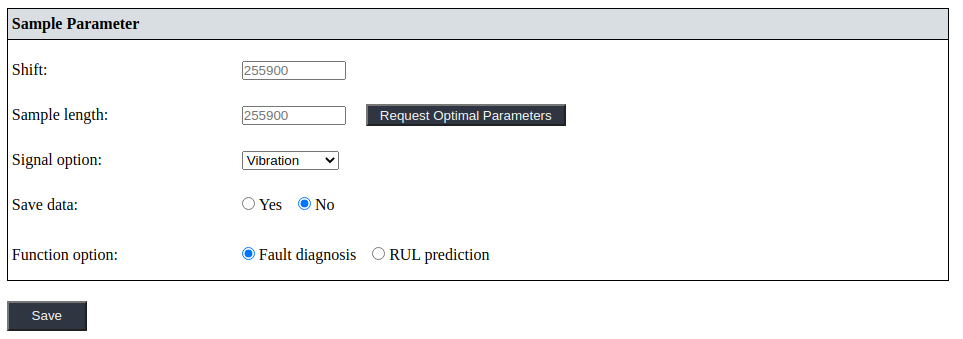 Sample Parameter
Shift: 255900
Sample length: 255900 Request Optimal Parameters
Signal option: Vibration
Save data: Yes No
Function option: Fault diagnosis RUL prediction
Save